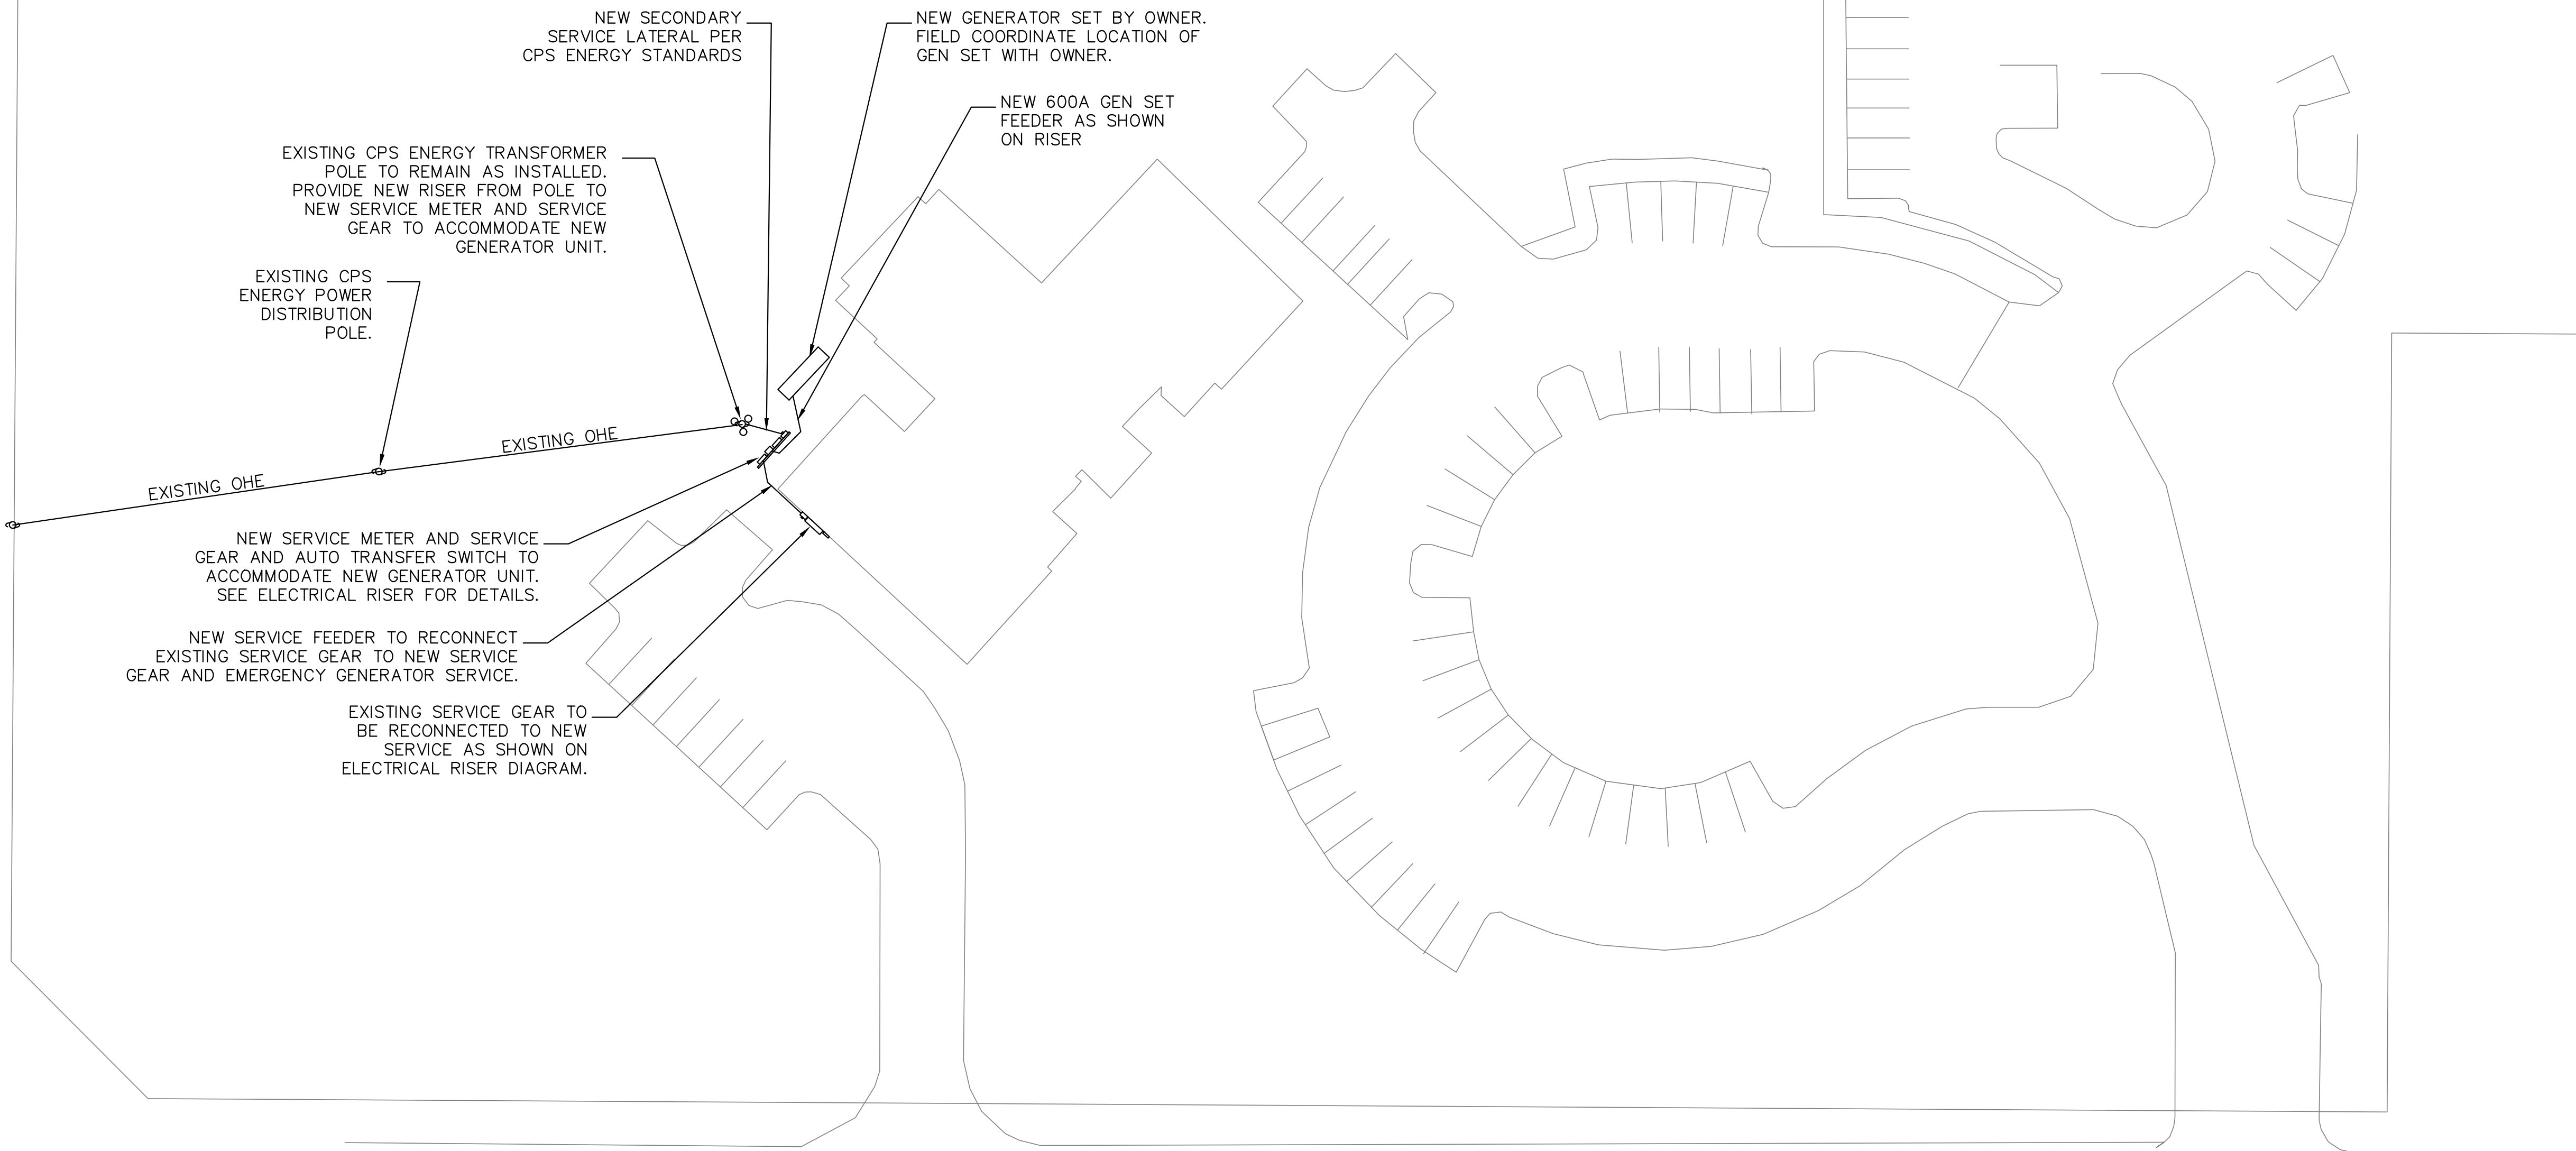 NEW SECONDARY
SERVICE LATERAL PER
CPS ENERGY STANDARDS
NEW GENERATOR SET BY OWNER.
FIELD COORDINATE LOCATION OF
GEN SET WITH OWNER.
NEW 600A GEN SET
FEEDER AS SHOWN
ON RISER
EXISTING CPS ENERGY TRANSFORMER
POLE TO REMAIN AS INSTALLED.
PROVIDE NEW RISER FROM POLE TO
NEW SERVICE METER AND SERVICE
GEAR TO ACCOMMODATE NEW
GENERATOR UNIT.
EXISTING CPS
ENERGY POWER
DISTRIBUTION
POLE.
EXISTING OHE
EXISTING OHE
NEW SERVICE METER AND SERVICE
GEAR AND AUTO TRANSFER SWITCH TO
ACCOMMODATE NEW GENERATOR UNIT.
SEE ELECTRICAL RISER FOR DETAILS.
NEW SERVICE FEEDER TO RECONNECT
EXISTING SERVICE GEAR TO NEW SERVICE
GEAR AND EMERGENCY GENERATOR SERVICE.
EXISTING SERVICE GEAR TO
BE RECONNECTED TO NEW
SERVICE AS SHOWN ON
ELECTRICAL RISER DIAGRAM.